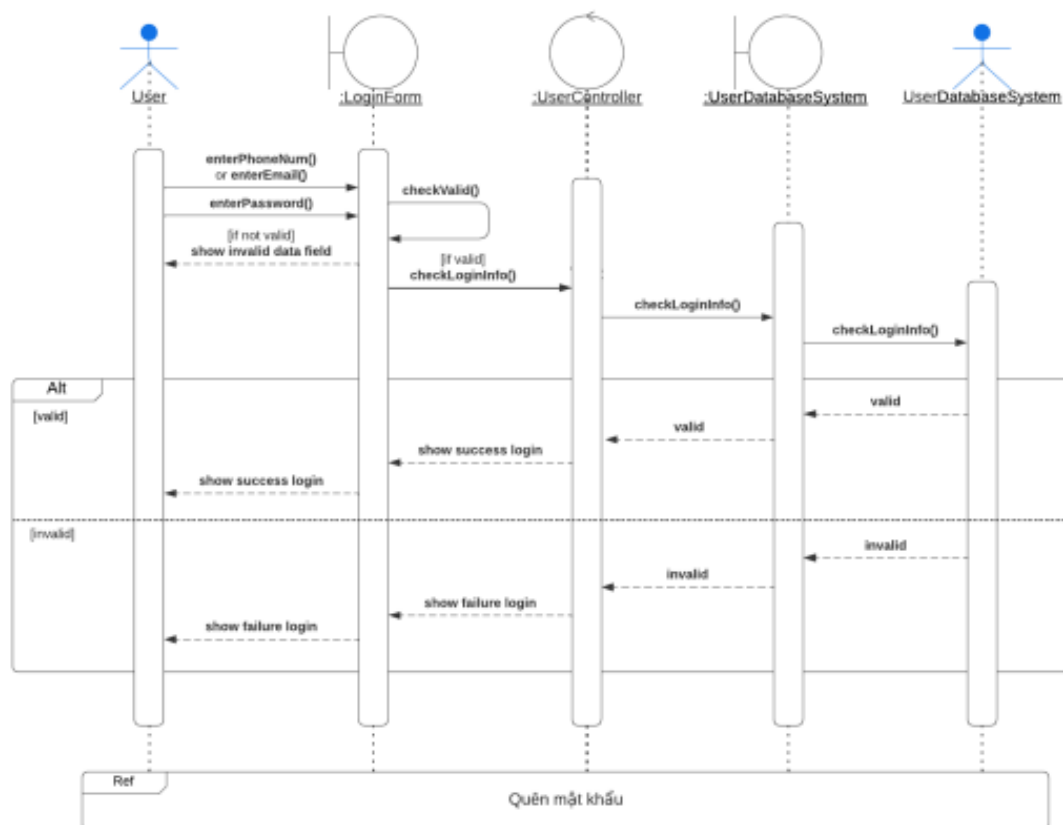 User
:LoginForm
:UserController
:UserDatabaseSystem
UserDatabaseSystem
enterPhoneNum()
or enterEmail()
checkValid()
enterPassword()
[if not valid]
show invalid data field
[if valid]
checkLoginInfo()
checkLoginInfo()
checkLoginInfo()
Alt
[valid]
valid
valid
show success login
show success login
[invalid]
invalid
invalid
show failure login
show failure login
Ref
Quên mật khẩu